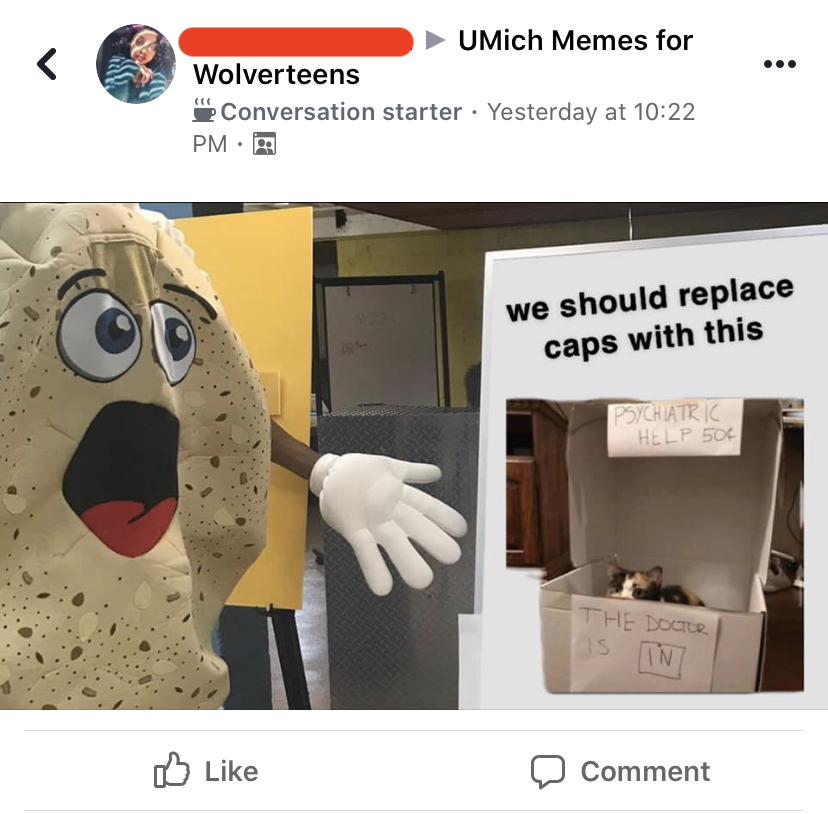 UMich Memes for
Wolverteens
Conversation starter · Yesterday at 10:22
PM ·
we should replace
caps with this
PSYCHIATRIC
HELP 50¢
THE DOCTOR
IS IN
Like
Comment